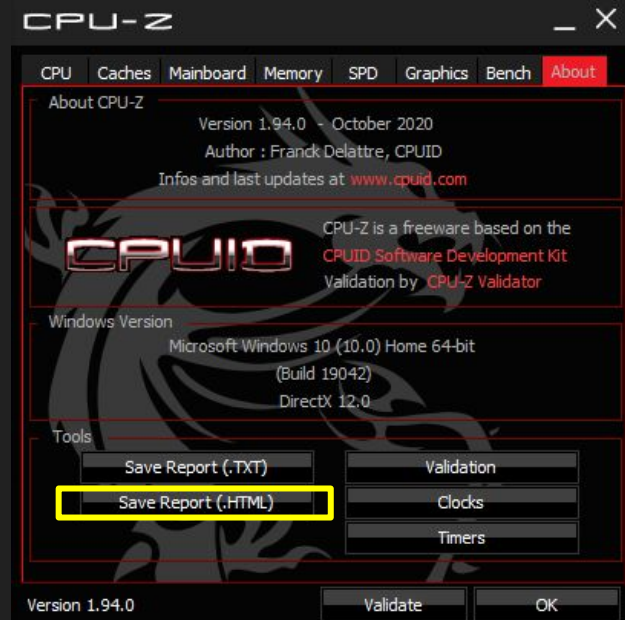 CPU-Z
CPU Caches Mainboard Memory SPD Graphics Bench About
About CPU-Z
Version 1.94.0 - October 2020
Author : Franck Delattre, CPUID
Infos and last updates at www.cpuid.com
CPUID
CPU-Z is a freeware based on the
CPUID Software Development Kit
Validation by CPU-Z Validator
Windows Version
Microsoft Windows 10 (10.0) Home 64-bit
(Build 19042)
DirectX 12.0
Tools
Save Report (.TXT) Validation
Save Report (.HTML) Clocks
Timers
Version 1.94.0 Validate OK